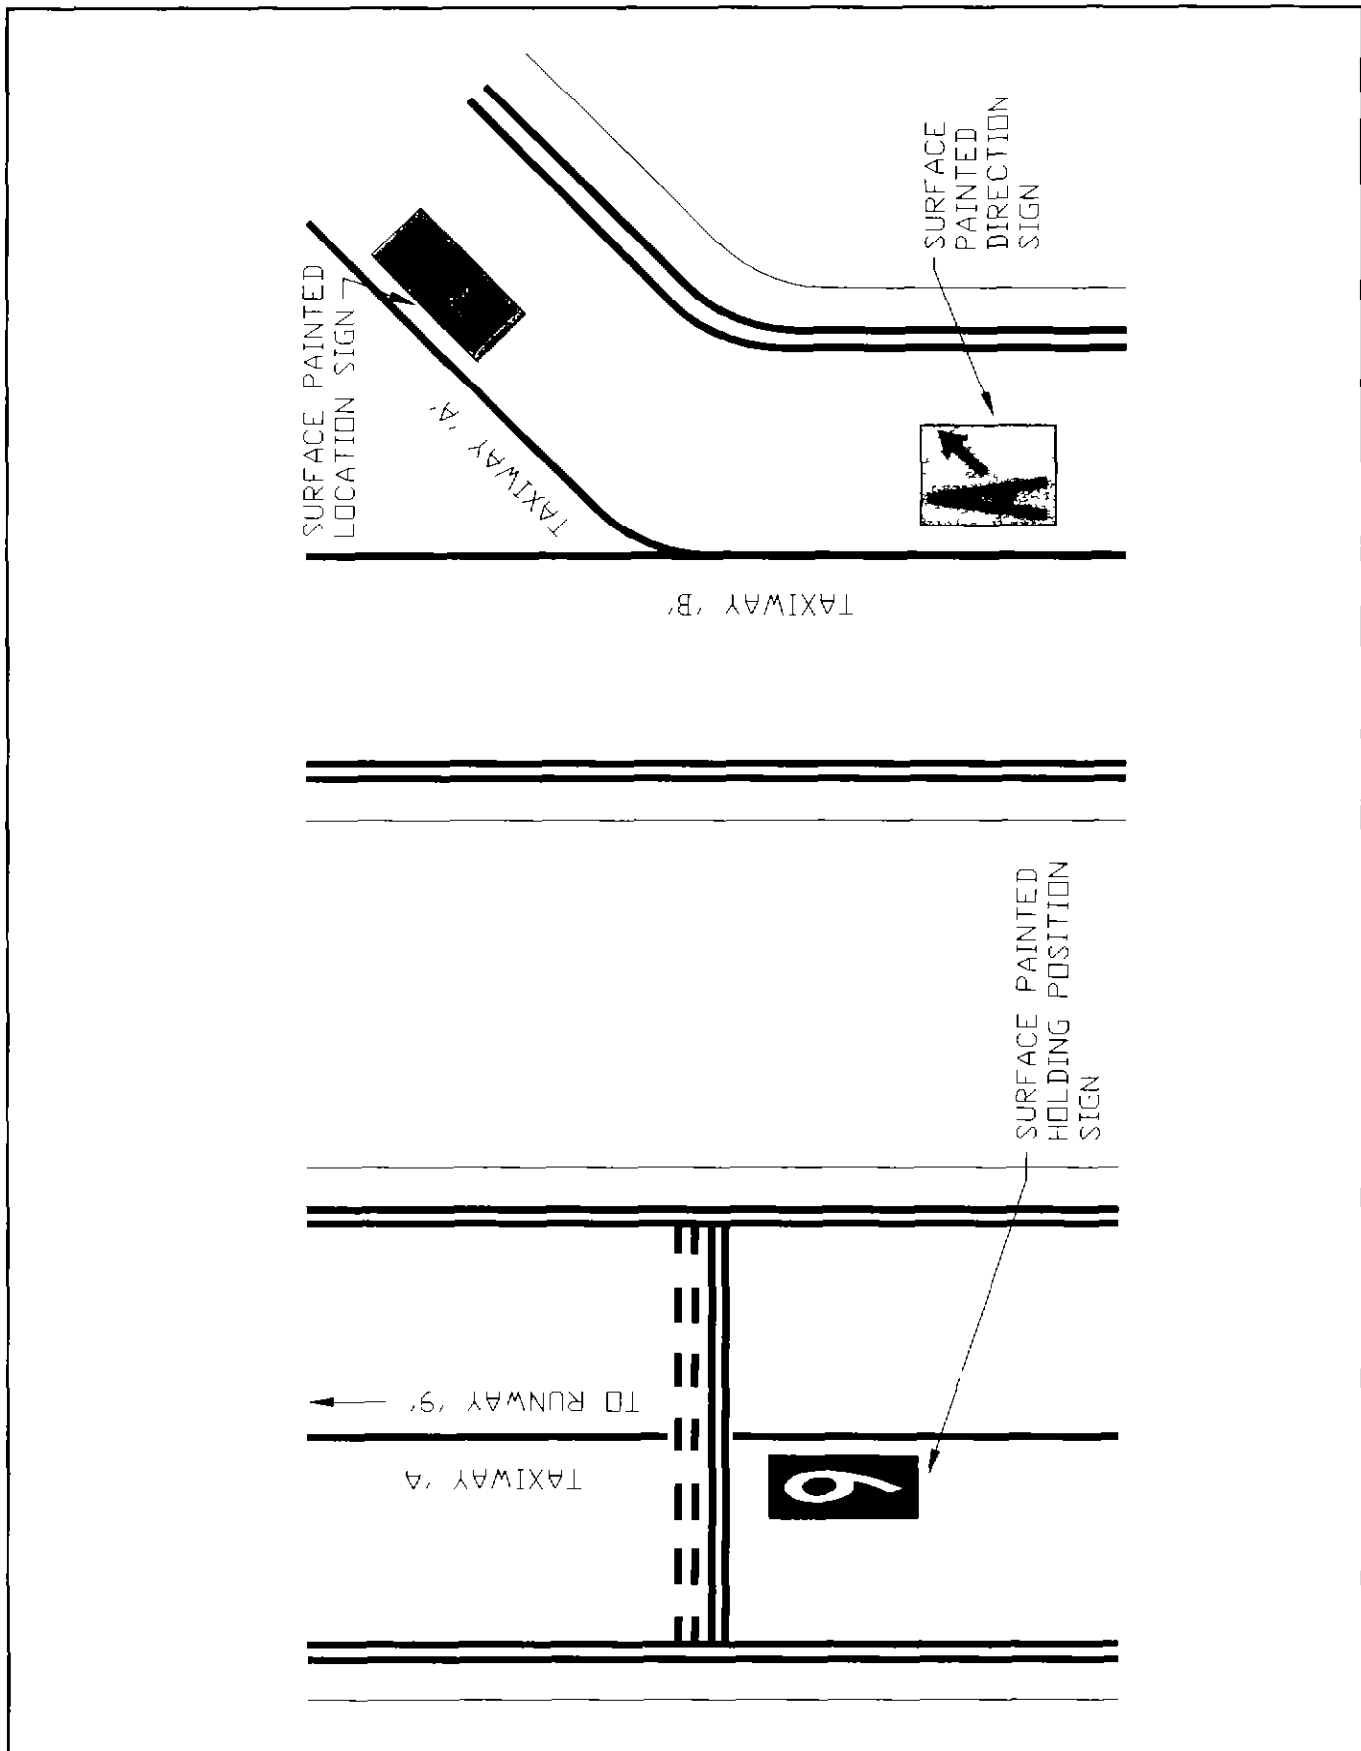 SURFACE PAINTED
LOCATION SIGN
TAXIWAY 'A'
TAXIWAY 'B'
SURFACE
PAINTED
DIRECTION
SIGN
A
SURFACE PAINTED
HOLDING POSITION
SIGN
TO RUNWAY '9'
TAXIWAY 'A
9